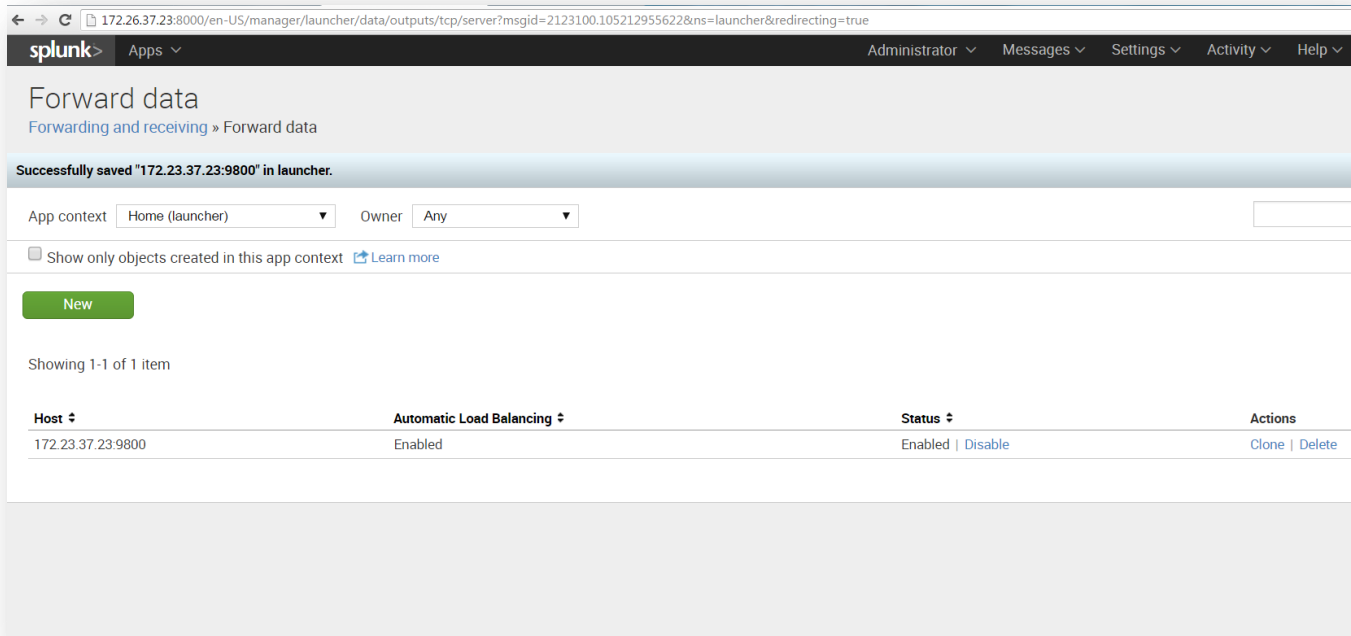 172.26.37.23:8000/en-US/manager/launcher/data/outputs/tcp/server?msgid=2123100.105212955622&ns=launcher&redirecting=true
splunk> Apps Administrator Messages Settings Activity Help
Forward data
Forwarding and receiving » Forward data
Successfully saved "172.23.37.23:9800" in launcher.
App context Home (launcher) Owner Any
Show only objects created in this app context Learn more
New
Showing 1-1 of 1 item
Host Automatic Load Balancing Status Actions
172.23.37.23:9800 Enabled Enabled | Disable Clone | Delete